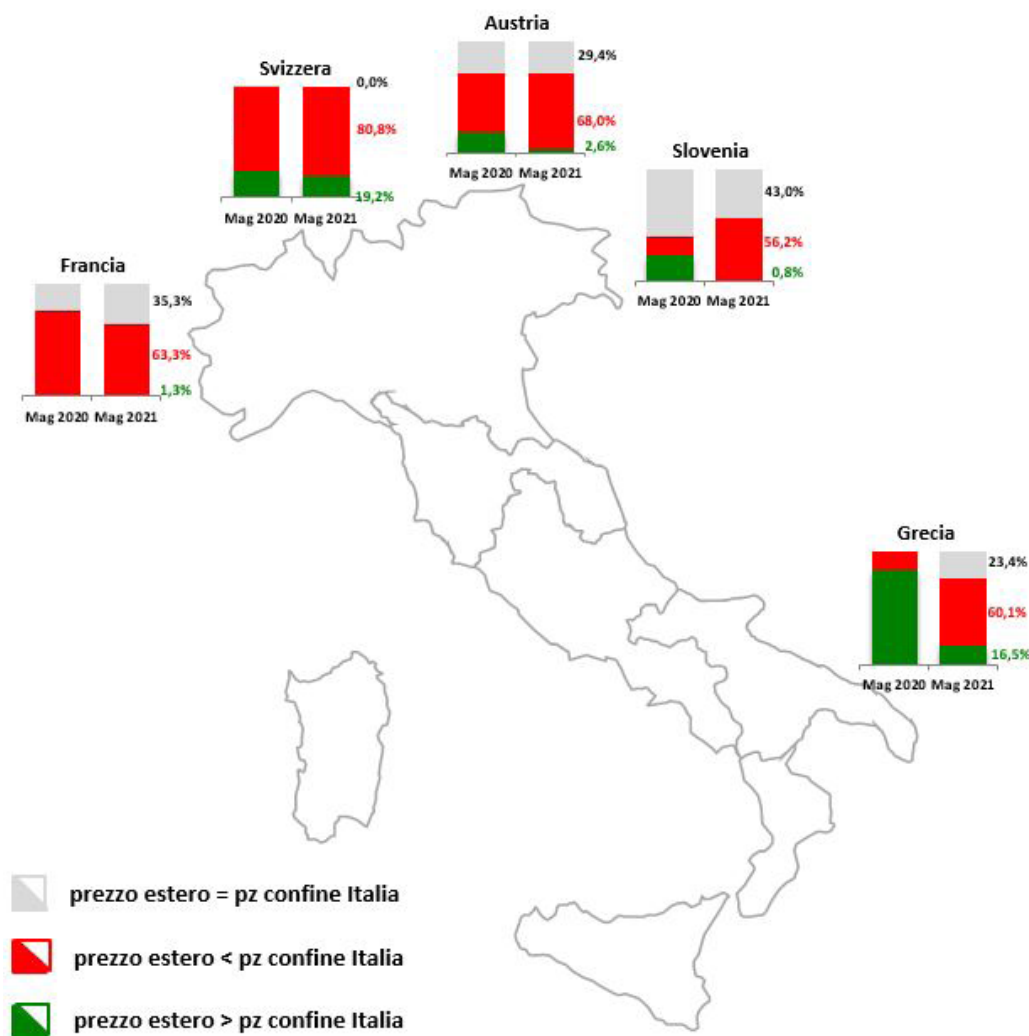 Austria
29,4%
68,0%
2,6%
Mag 2020 Mag 2021
Svizzera
0,0%
80,8%
19,2%
Mag 2020 Mag 2021
Slovenia
43,0%
56,2%
0,8%
Mag 2020 Mag 2021
Francia
35,3%
63,3%
1,3%
Mag 2020 Mag 2021
Grecia
23,4%
60,1%
16,5%
Mag 2020 Mag 2021
prezzo estero = pz confine Italia
prezzo estero < pz confine Italia
prezzo estero > pz confine Italia